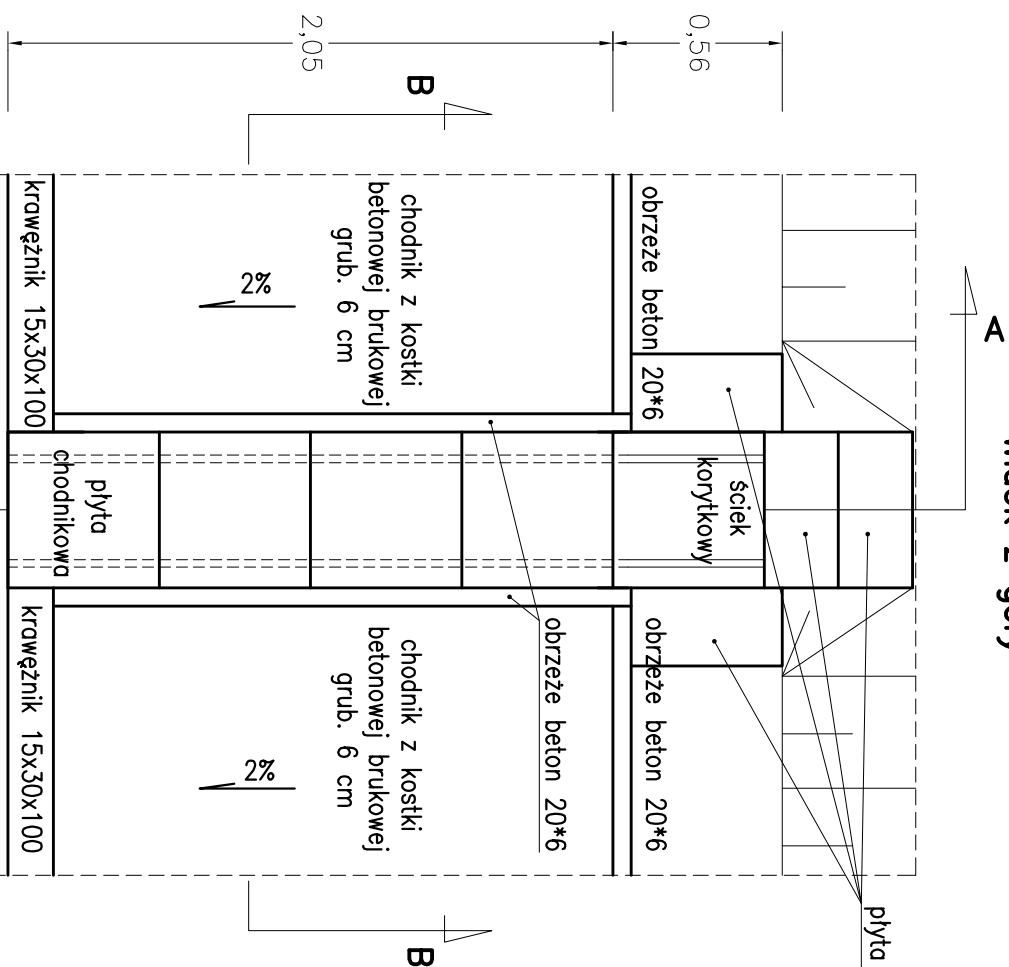 widok z góry
A
płyta
0,56
2,05
B
B
obrzeże beton 20*6
obrzeże beton 20*6
ściek
korytkowy
obrzeże beton 20*6
chodnik z kostki
betonowej brukowej
grub. 6 cm
2%
chodnik z kostki
betonowej brukowej
grub. 6 cm
2%
płyta
chodnikowa
krawężnik 15x30x100
krawężnik 15x30x100